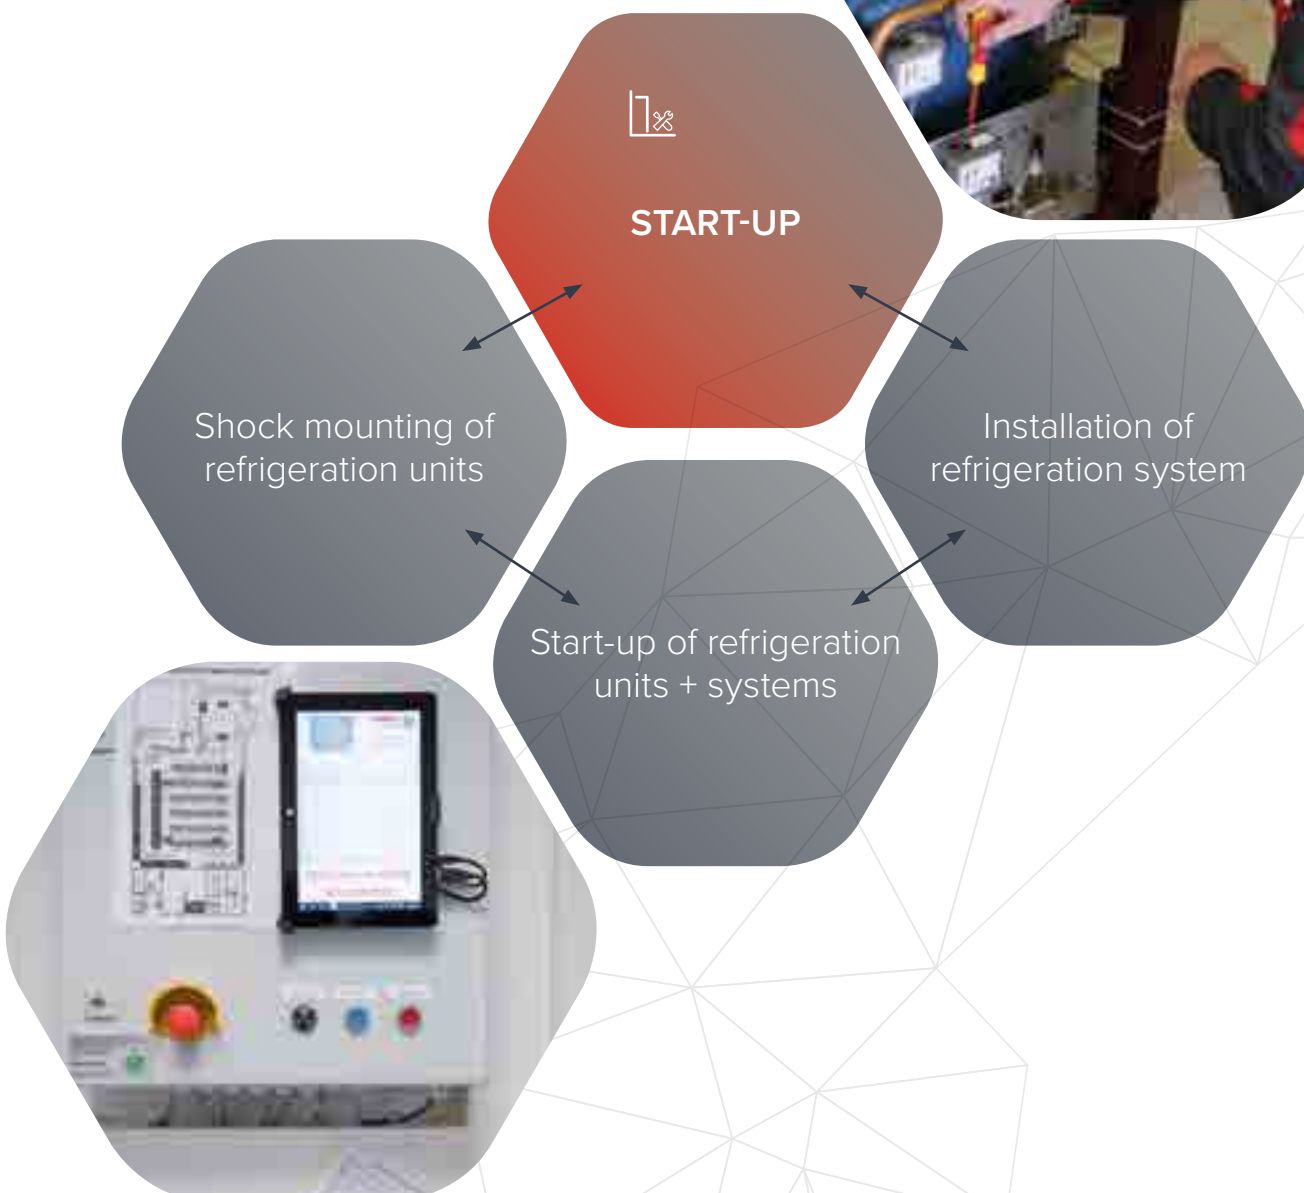 START-UP
Shock mounting of
refrigeration units
Installation of
refrigeration system
Start-up of refrigeration
units + systems